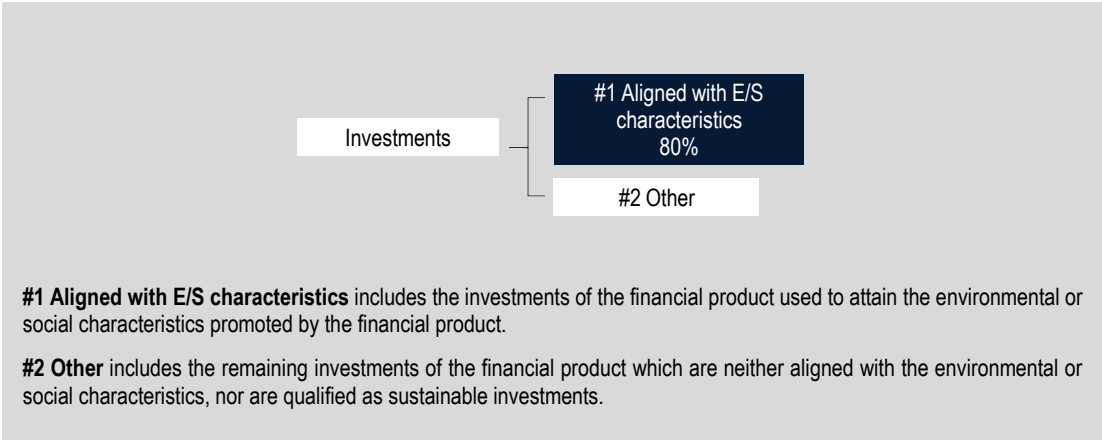 Investments
#1 Aligned with E/S
characteristics
80%
#2 Other
#1 Aligned with E/S characteristics includes the investments of the financial product used to attain the environmental or
social characteristics promoted by the financial product.
#2 Other includes the remaining investments of the financial product which are neither aligned with the environmental or
social characteristics, nor are qualified as sustainable investments.